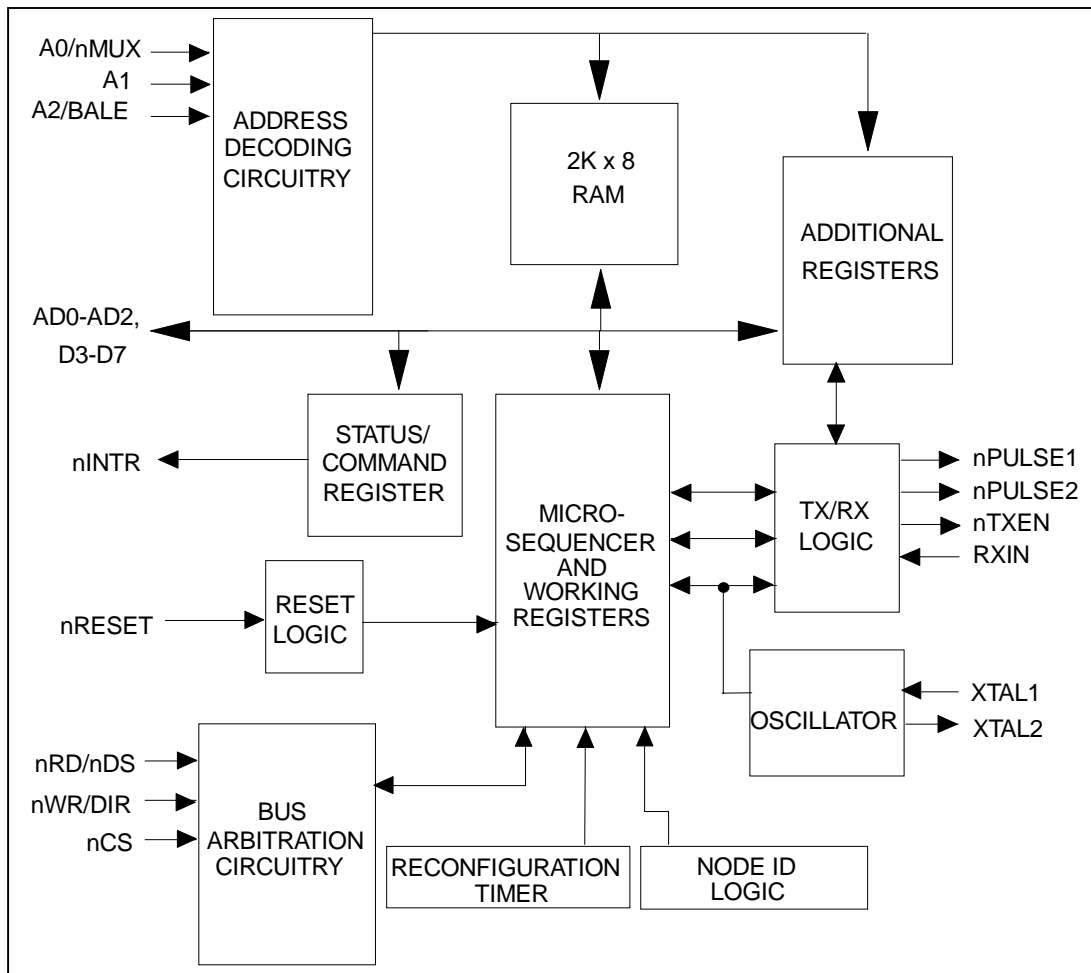 A0/nMUX
A1
A2/BALE
ADDRESS
DECODING
CIRCUITRY
2K x 8
RAM
ADDITIONAL
REGISTERS
AD0-AD2,
D3-D7
nINTR
STATUS/
COMMAND
REGISTER
MICRO-
SEQUENCER
AND
WORKING
REGISTERS
TX/RX
LOGIC
nPULSE1
nPULSE2
nTXEN
RXIN
nRESET
RESET
LOGIC
OSCILLATOR
XTAL1
XTAL2
nRD/nDS
nWR/DIR
nCS
BUS
ARBITRATION
CIRCUITRY
RECONFIGURATION
TIMER
NODE ID
LOGIC